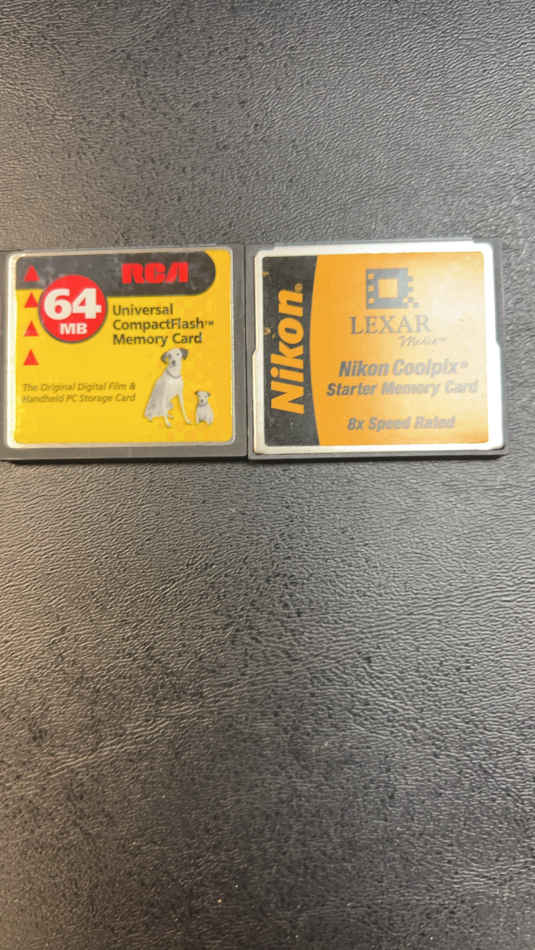 RCA
64
MB
Universal
CompactFlash™
Memory Card
The Original Digital Film &
Handheld PC Storage Card
Nikon®
LEXAR
Media™
Nikon Coolpix®
Starter Memory Card
8x Speed Rated